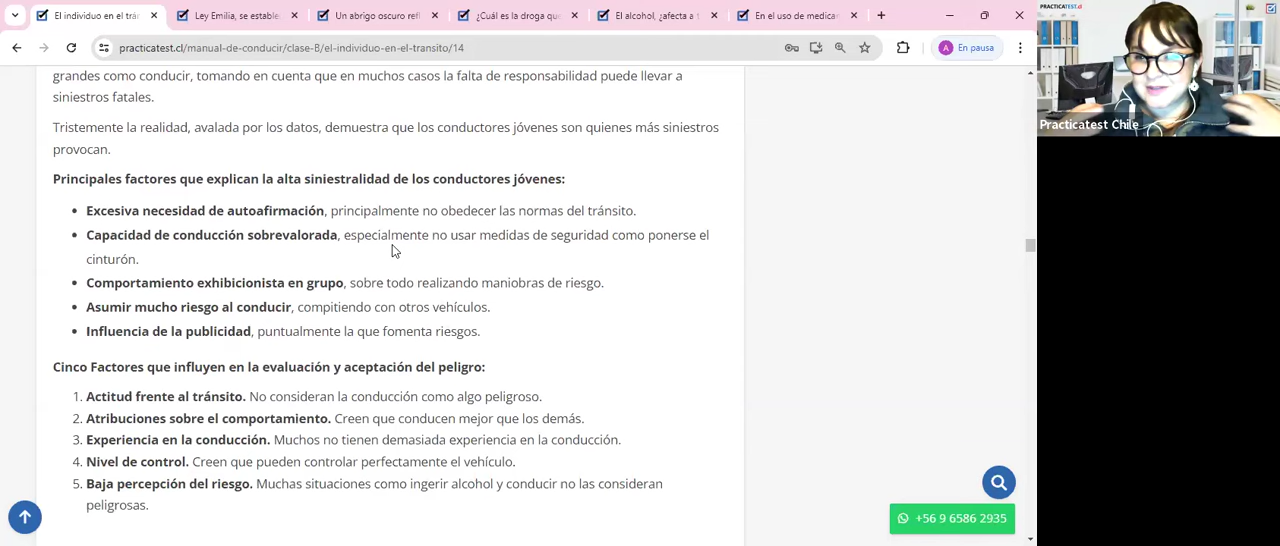 El individuo en el trán
Ley Emilia, se estable
Un abrigo oscuro refl
¿Cuál es la droga que
El alcohol, ¿afecta a t
En el uso de medicar
practicatest.cl/manual-de-conducir/clase-B/el-individuo-en-el-transito/14
A En pausa
PRACTICATEST.CL
Practicatest Chile
grandes como conducir, tomando en cuenta que en muchos casos la falta de responsabilidad puede llevar a
siniestros fatales.
Tristemente la realidad, avalada por los datos, demuestra que los conductores jóvenes son quienes más siniestros
provocan.
Principales factores que explican la alta siniestralidad de los conductores jóvenes:
• Excesiva necesidad de autoafirmación, principalmente no obedecer las normas del tránsito.
• Capacidad de conducción sobrevalorada, especialmente no usar medidas de seguridad como ponerse el
cinturón.
• Comportamiento exhibicionista en grupo, sobre todo realizando maniobras de riesgo.
• Asumir mucho riesgo al conducir, compitiendo con otros vehículos.
• Influencia de la publicidad, puntualmente la que fomenta riesgos.
Cinco Factores que influyen en la evaluación y aceptación del peligro:
1. Actitud frente al tránsito. No consideran la conducción como algo peligroso.
2. Atribuciones sobre el comportamiento. Creen que conducen mejor que los demás.
3. Experiencia en la conducción. Muchos no tienen demasiada experiencia en la conducción.
4. Nivel de control. Creen que pueden controlar perfectamente el vehículo.
5. Baja percepción del riesgo. Muchas situaciones como ingerir alcohol y conducir no las consideran
peligrosas.
+56 9 6586 2935